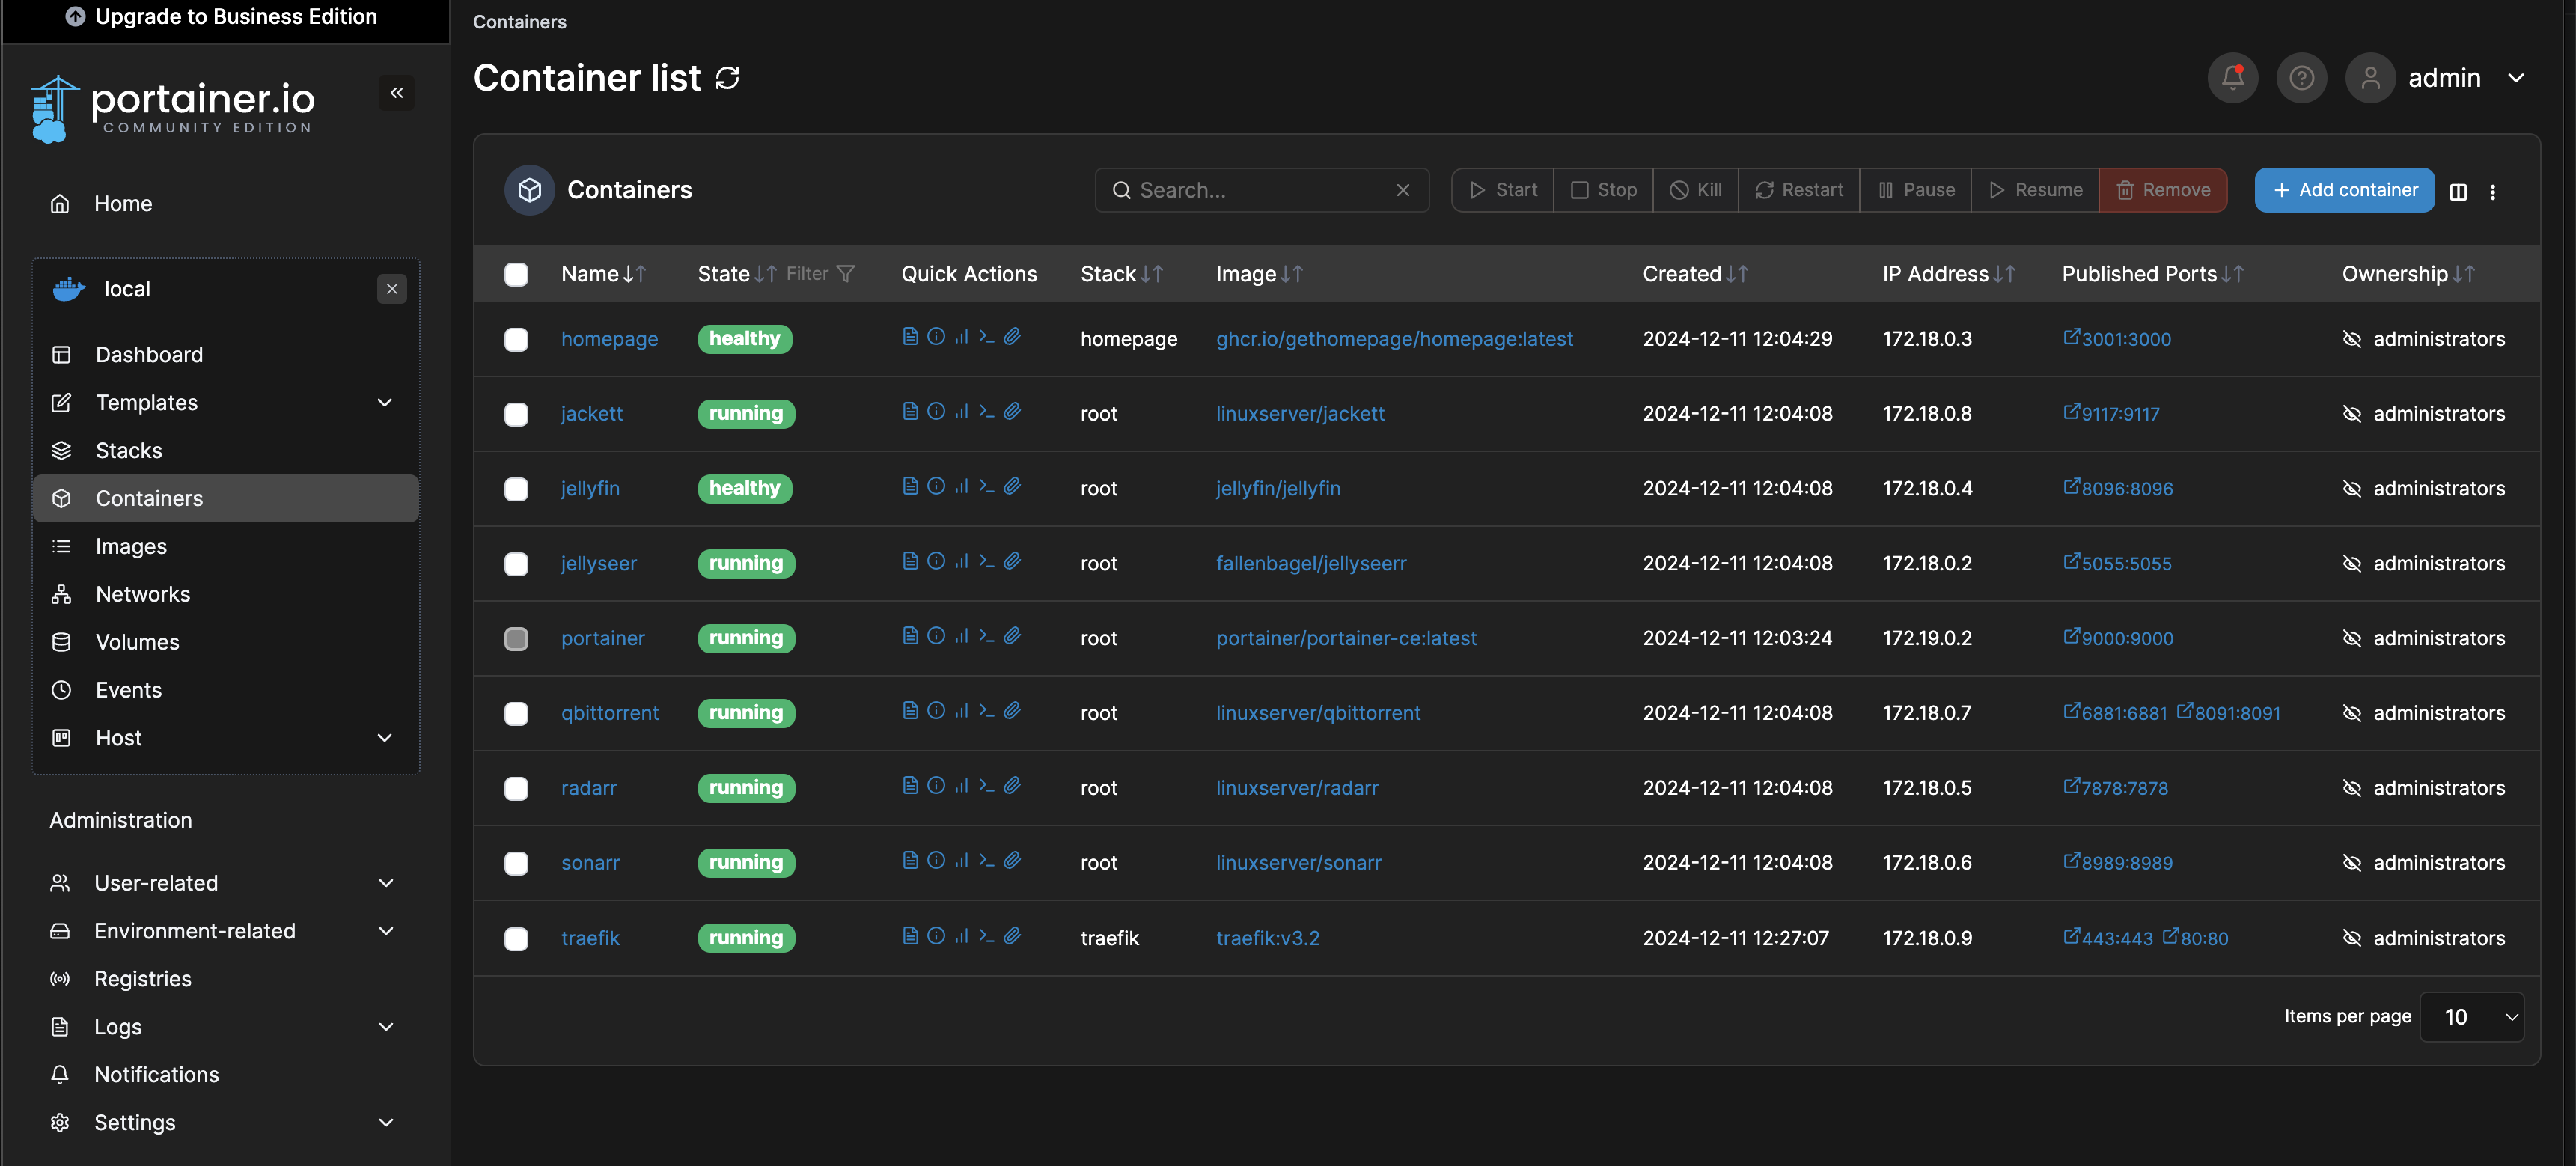 Upgrade to Business Edition
portainer.io
COMMUNITY EDITION
Home
local
Dashboard
Templates
Stacks
Containers
Images
Networks
Volumes
Events
Host
Administration
User-related
Environment-related
Registries
Logs
Notifications
Settings
Containers
Container list
admin
Containers
Search...
Start Stop Kill Restart Pause Resume Remove
Add container
Name State Filter Quick Actions Stack Image Created IP Address Published Ports Ownership
homepage healthy homepage ghcr.io/gethomepage/homepage:latest 2024-12-11 12:04:29 172.18.0.3 3001:3000 administrators
jackett running root linuxserver/jackett 2024-12-11 12:04:08 172.18.0.8 9117:9117 administrators
jellyfin healthy root jellyfin/jellyfin 2024-12-11 12:04:08 172.18.0.4 8096:8096 administrators
jellyseer running root fallenbagel/jellyseerr 2024-12-11 12:04:08 172.18.0.2 5055:5055 administrators
portainer running root portainer/portainer-ce:latest 2024-12-11 12:03:24 172.19.0.2 9000:9000 administrators
qbittorrent running root linuxserver/qbittorrent 2024-12-11 12:04:08 172.18.0.7 6881:6881 8091:8091 administrators
radarr running root linuxserver/radarr 2024-12-11 12:04:08 172.18.0.5 7878:7878 administrators
sonarr running root linuxserver/sonarr 2024-12-11 12:04:08 172.18.0.6 8989:8989 administrators
traefik running traefik traefik:v3.2 2024-12-11 12:27:07 172.18.0.9 443:443 80:80 administrators
Items per page 10